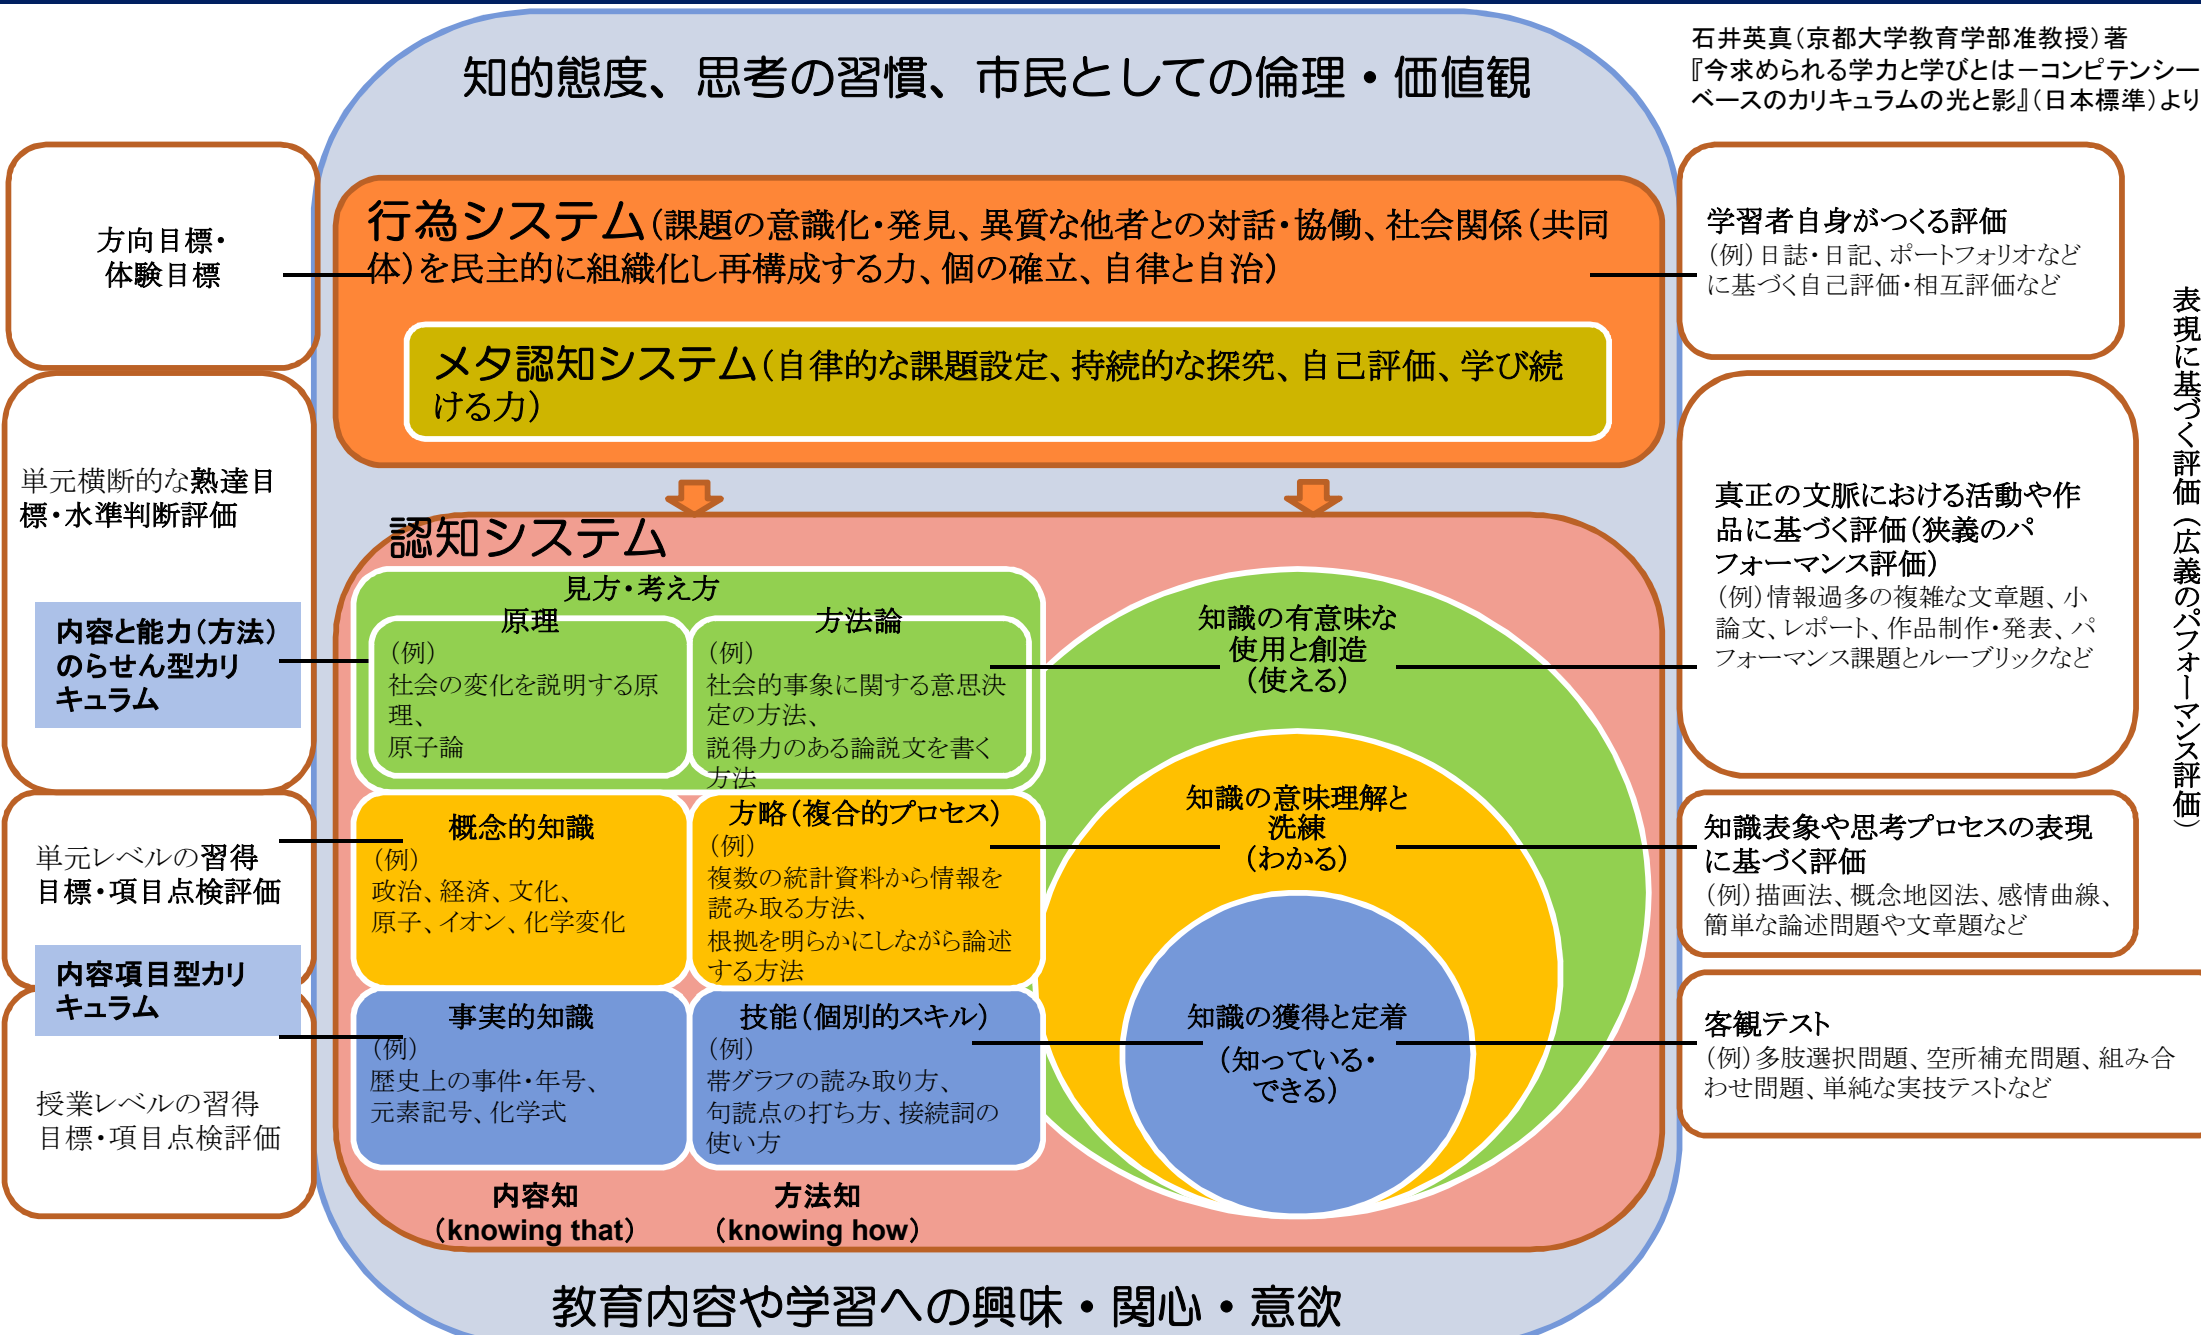 石井英真（京都大学教育学部准教授）著
『今求められる学力と学びとは－コンピテンシー
ベースのカリキュラムの光と影』（日本標準）より
知的態度、思考の習慣、市民としての倫理・価値観
方向目標・
体験目標
行為システム（課題の意識化・発見、異質な他者との対話・協働、社会関係（共同
体）を民主的に組織化し再構成する力、個の確立、自律と自治）
メタ認知システム（自律的な課題設定、持続的な探究、自己評価、学び続
ける力）
学習者自身がつくる評価
（例）日誌・日記、ポートフォリオなど
に基づく自己評価・相互評価など
表現に基づく評価（広義のパフォーマンス評価）
単元横断的な熟達目
標・水準判断評価
内容と能力（方法）
のらせん型カリ
キュラム
認知システム
見方・考え方
原理
（例）
社会の変化を説明する原
理、
原子論
方法論
（例）
社会的事象に関する意思決
定の方法、
説得力のある論説文を書く
方法
知識の有意味な
使用と創造
（使える）
真正の文脈における活動や作
品に基づく評価（狭義のパ
フォーマンス評価）
（例）情報過多の複雑な文章題、小
論文、レポート、作品制作・発表、パ
フォーマンス課題とルーブリックなど
単元レベルの習得
目標・項目点検評価
内容項目型カリ
キュラム
概念的知識
（例）
政治、経済、文化、
原子、イオン、化学変化
方略（複合的プロセス）
（例）
複数の統計資料から情報を
読み取る方法、
根拠を明らかにしながら論述
する方法
知識の意味理解と
洗練
（わかる）
知識表象や思考プロセスの表現
に基づく評価
（例）描画法、概念地図法、感情曲線、
簡単な論述問題や文章題など
授業レベルの習得
目標・項目点検評価
事実的知識
（例）
歴史上の事件・年号、
元素記号、化学式
技能（個別的スキル）
（例）
帯グラフの読み取り方、
句読点の打ち方、接続詞の
使い方
知識の獲得と定着
（知っている・
できる）
客観テスト
（例）多肢選択問題、空所補充問題、組み合
わせ問題、単純な実技テストなど
内容知
（knowing that）
方法知
（knowing how）
教育内容や学習への興味・関心・意欲